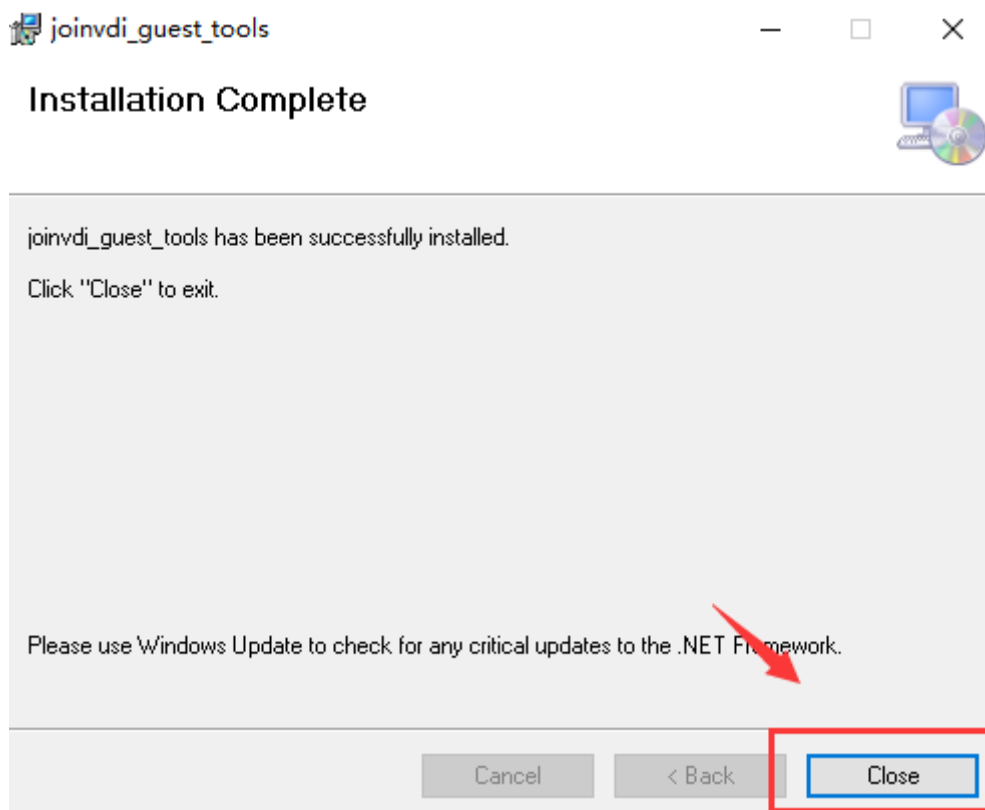 joinvdi_guest_tools
Installation Complete
joinvdi_guest_tools has been successfully installed.
Click "Close" to exit.
Please use Windows Update to check for any critical updates to the .NET Framework.
Cancel
< Back
Close